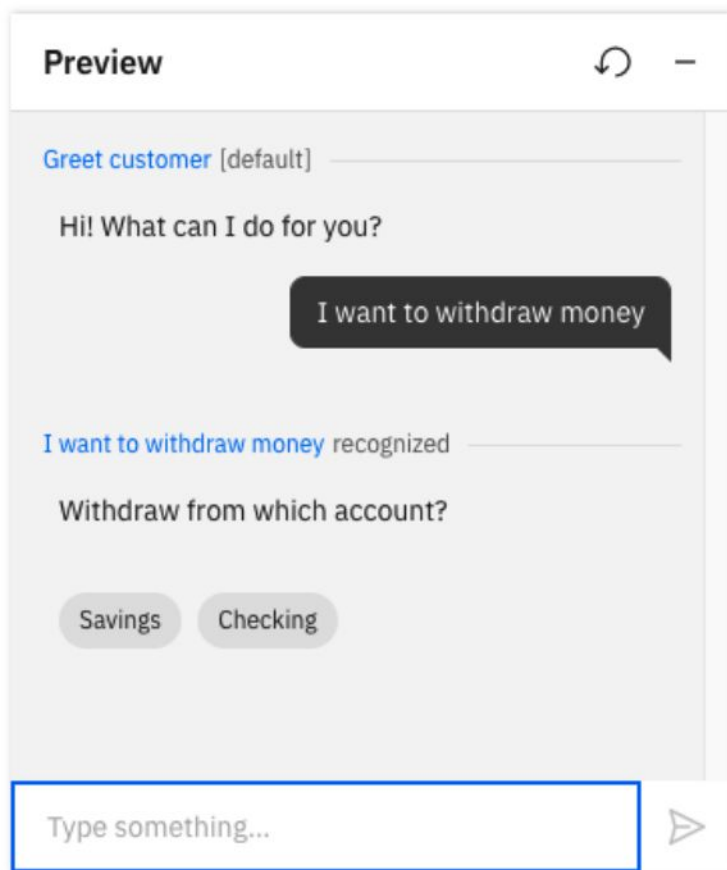 Preview
Greet customer [default]
Hi! What can I do for you?
I want to withdraw money
I want to withdraw money recognized
Withdraw from which account?
Savings Checking
Type something...